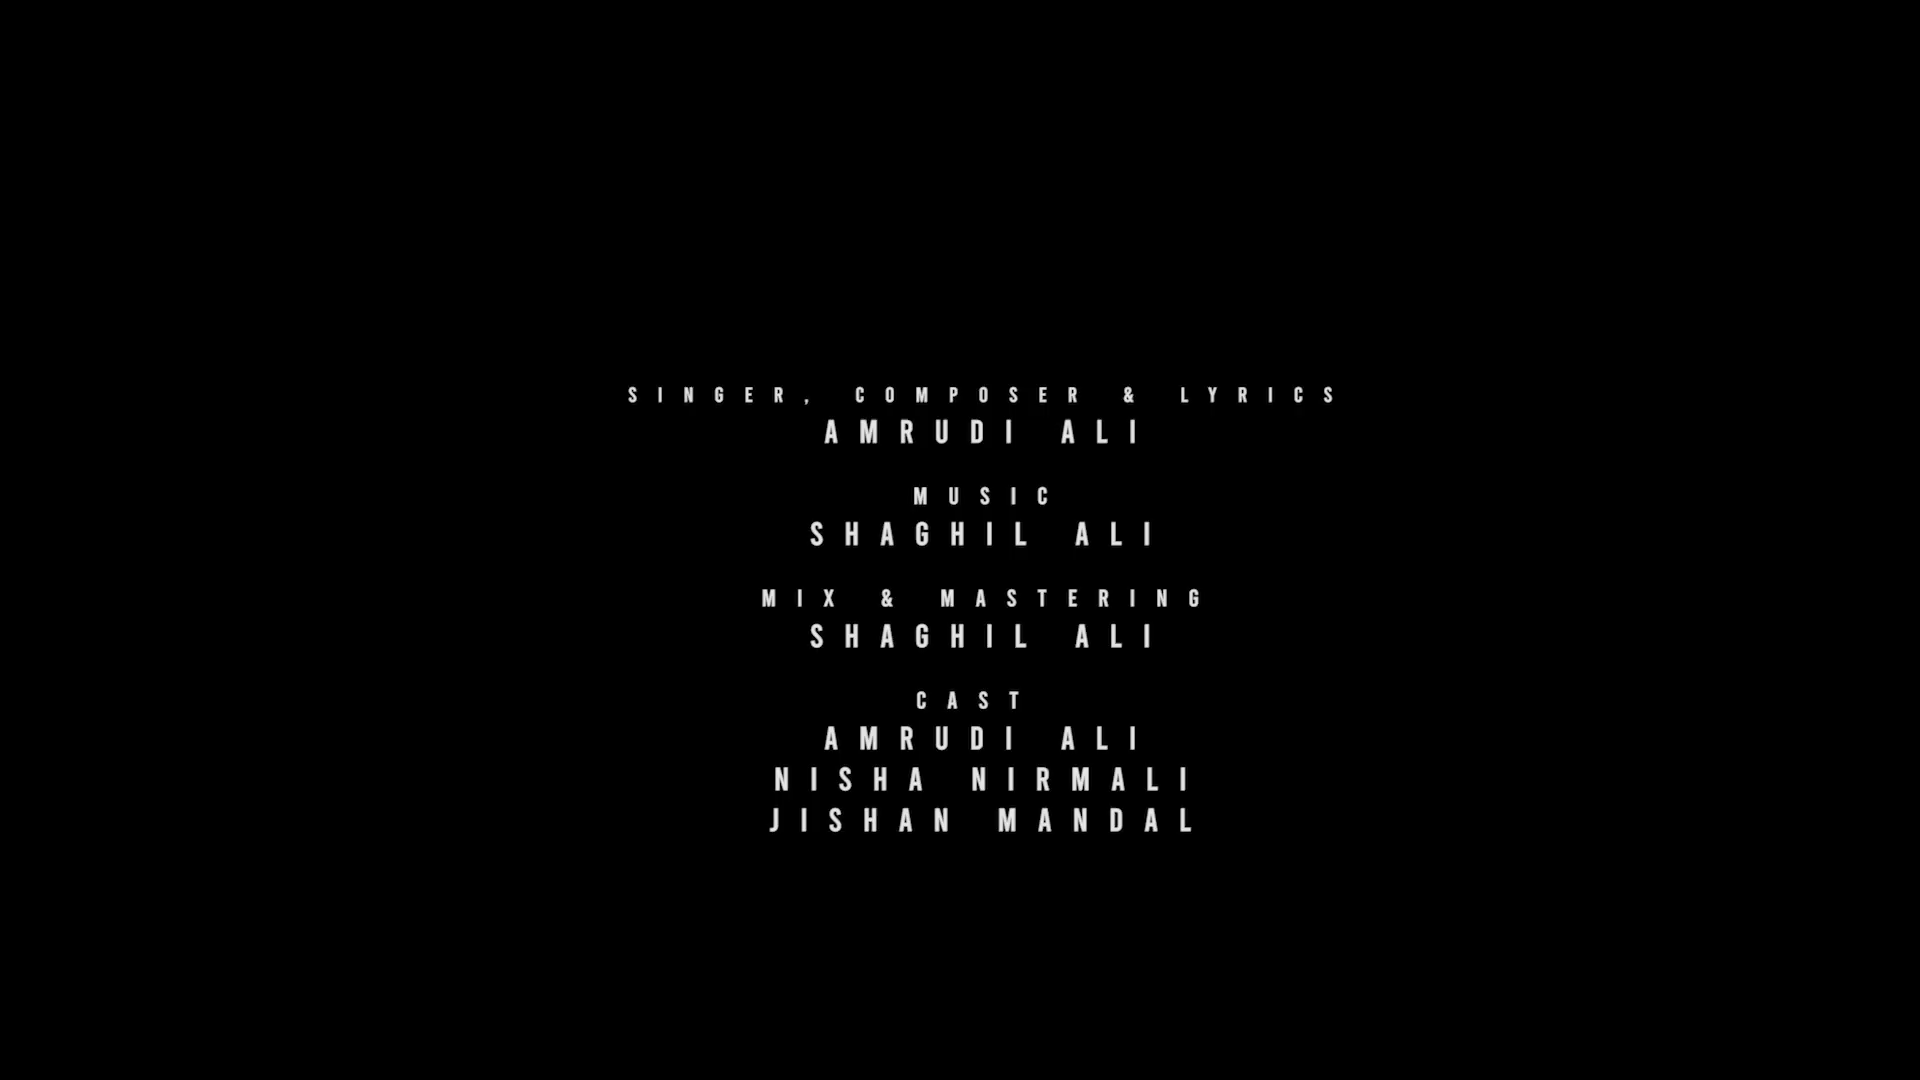 SINGER, COMPOSER & LYRICS
AMRUDI ALI
MUSIC
SHAGHIL ALI
MIX & MASTERING
SHAGHIL ALI
CAST
AMRUDI ALI
NISHA NIRMALI
JISHAN MANDAL